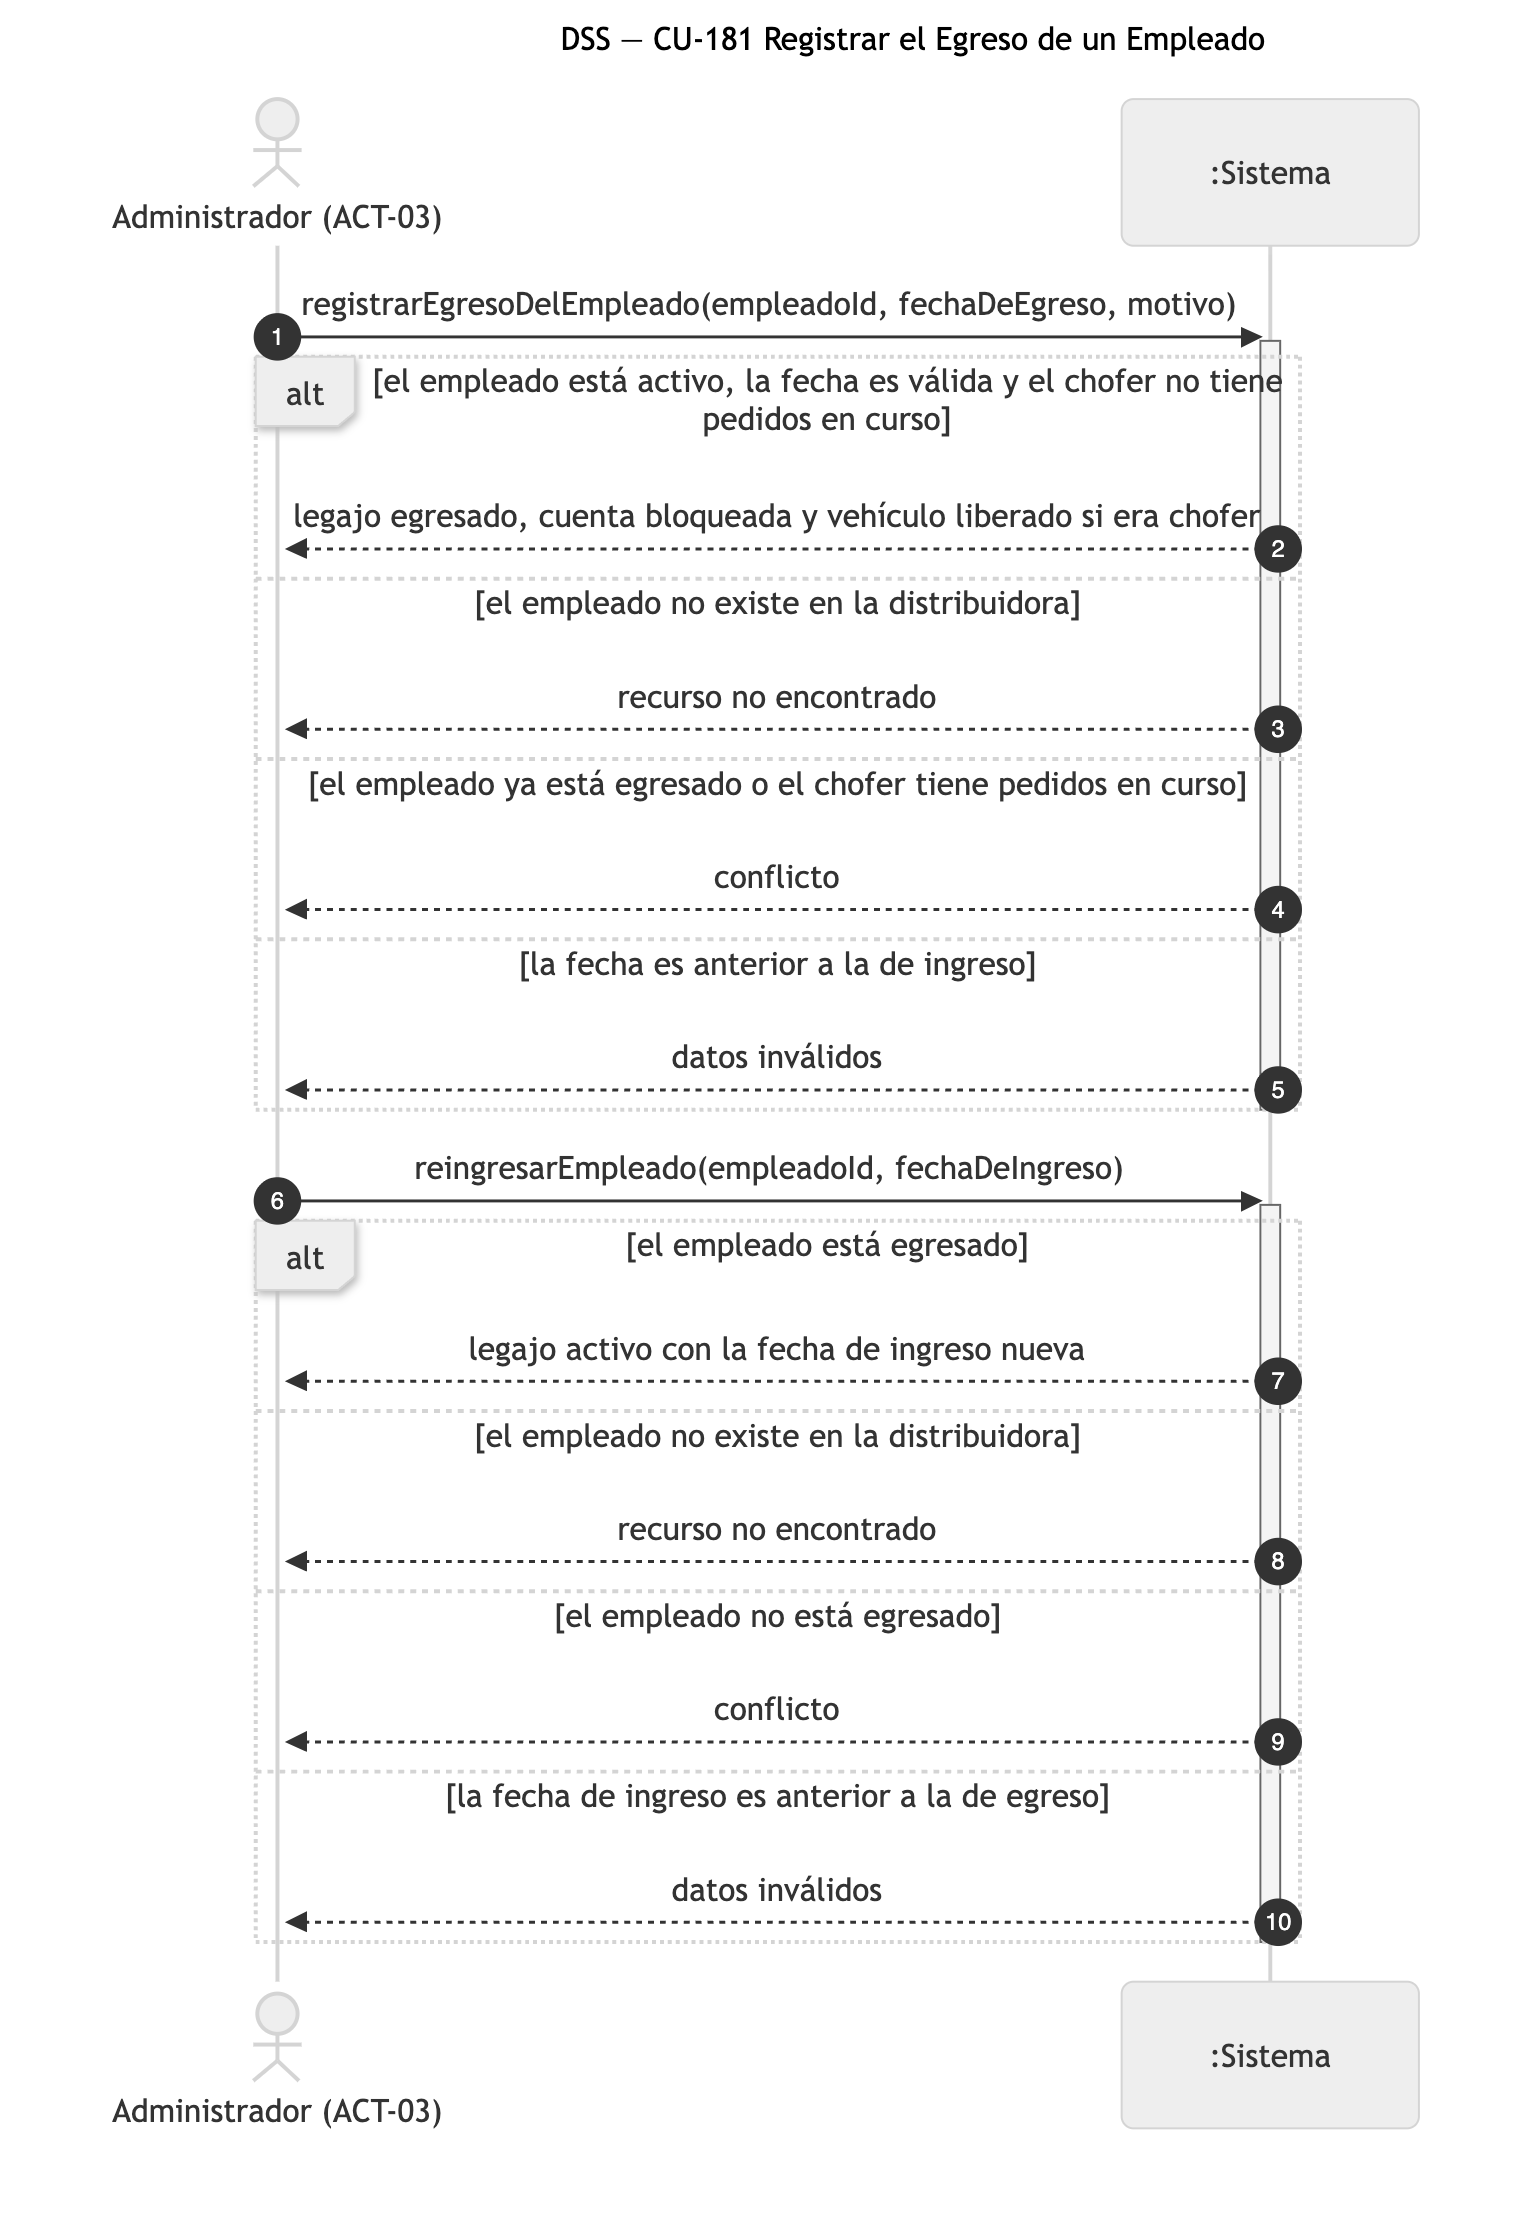 DSS — CU-181 Registrar el Egreso de un Empleado
Administrador (ACT-03)
:Sistema
registrarEgresoDelEmpleado(empleadoId, fechaDeEgreso, motivo)
1
alt
[el empleado está activo, la fecha es válida y el chofer no tiene
pedidos en curso]
legajo egresado, cuenta bloqueada y vehículo liberado si era chofer
2
[el empleado no existe en la distribuidora]
recurso no encontrado
3
[el empleado ya está egresado o el chofer tiene pedidos en curso]
conflicto
4
[la fecha es anterior a la de ingreso]
datos inválidos
5
reingresarEmpleado(empleadoId, fechaDeIngreso)
6
alt
[el empleado está egresado]
legajo activo con la fecha de ingreso nueva
7
[el empleado no existe en la distribuidora]
recurso no encontrado
8
[el empleado no está egresado]
conflicto
9
[la fecha de ingreso es anterior a la de egreso]
datos inválidos
10
Administrador (ACT-03)
:Sistema